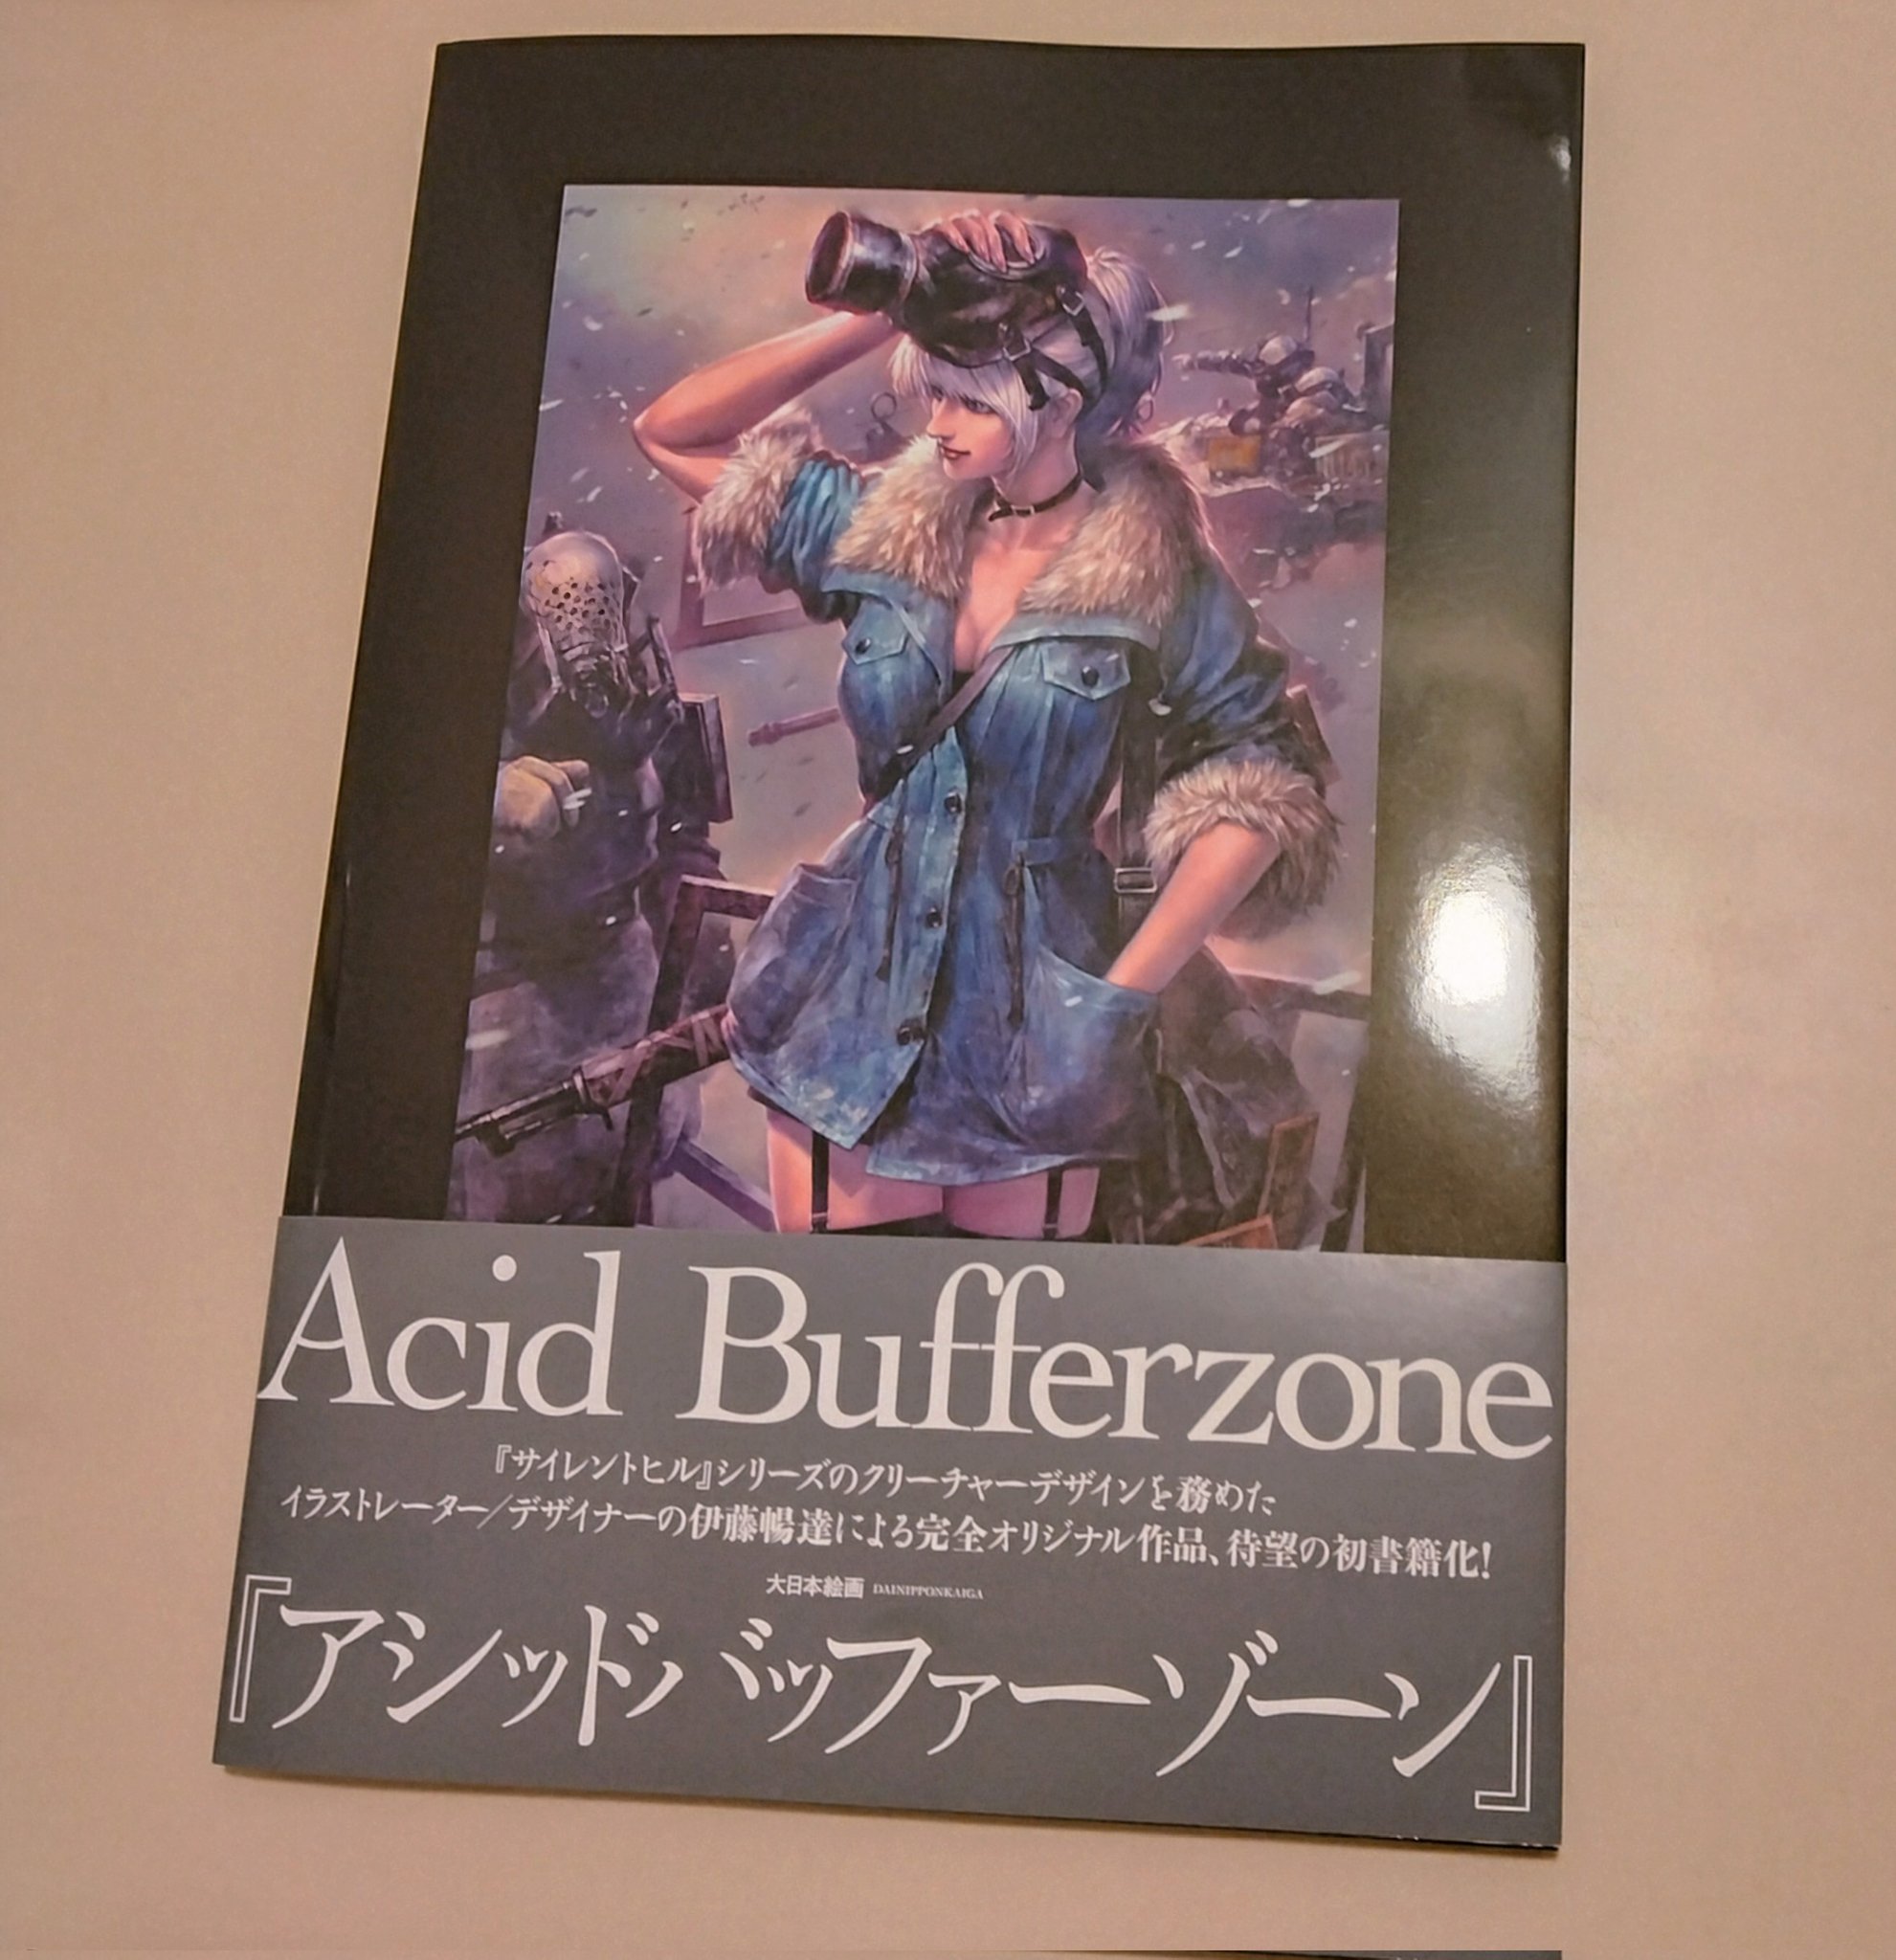 Acid Bufferzone
『サイレントヒル』シリーズのクリーチャーデザインを務めた
イラストレーター／デザイナーの伊藤暢達による完全オリジナル作品、待望の初書籍化！
大日本絵画 DAINIPPONKAIGA
『アシッドバッファーゾーン』